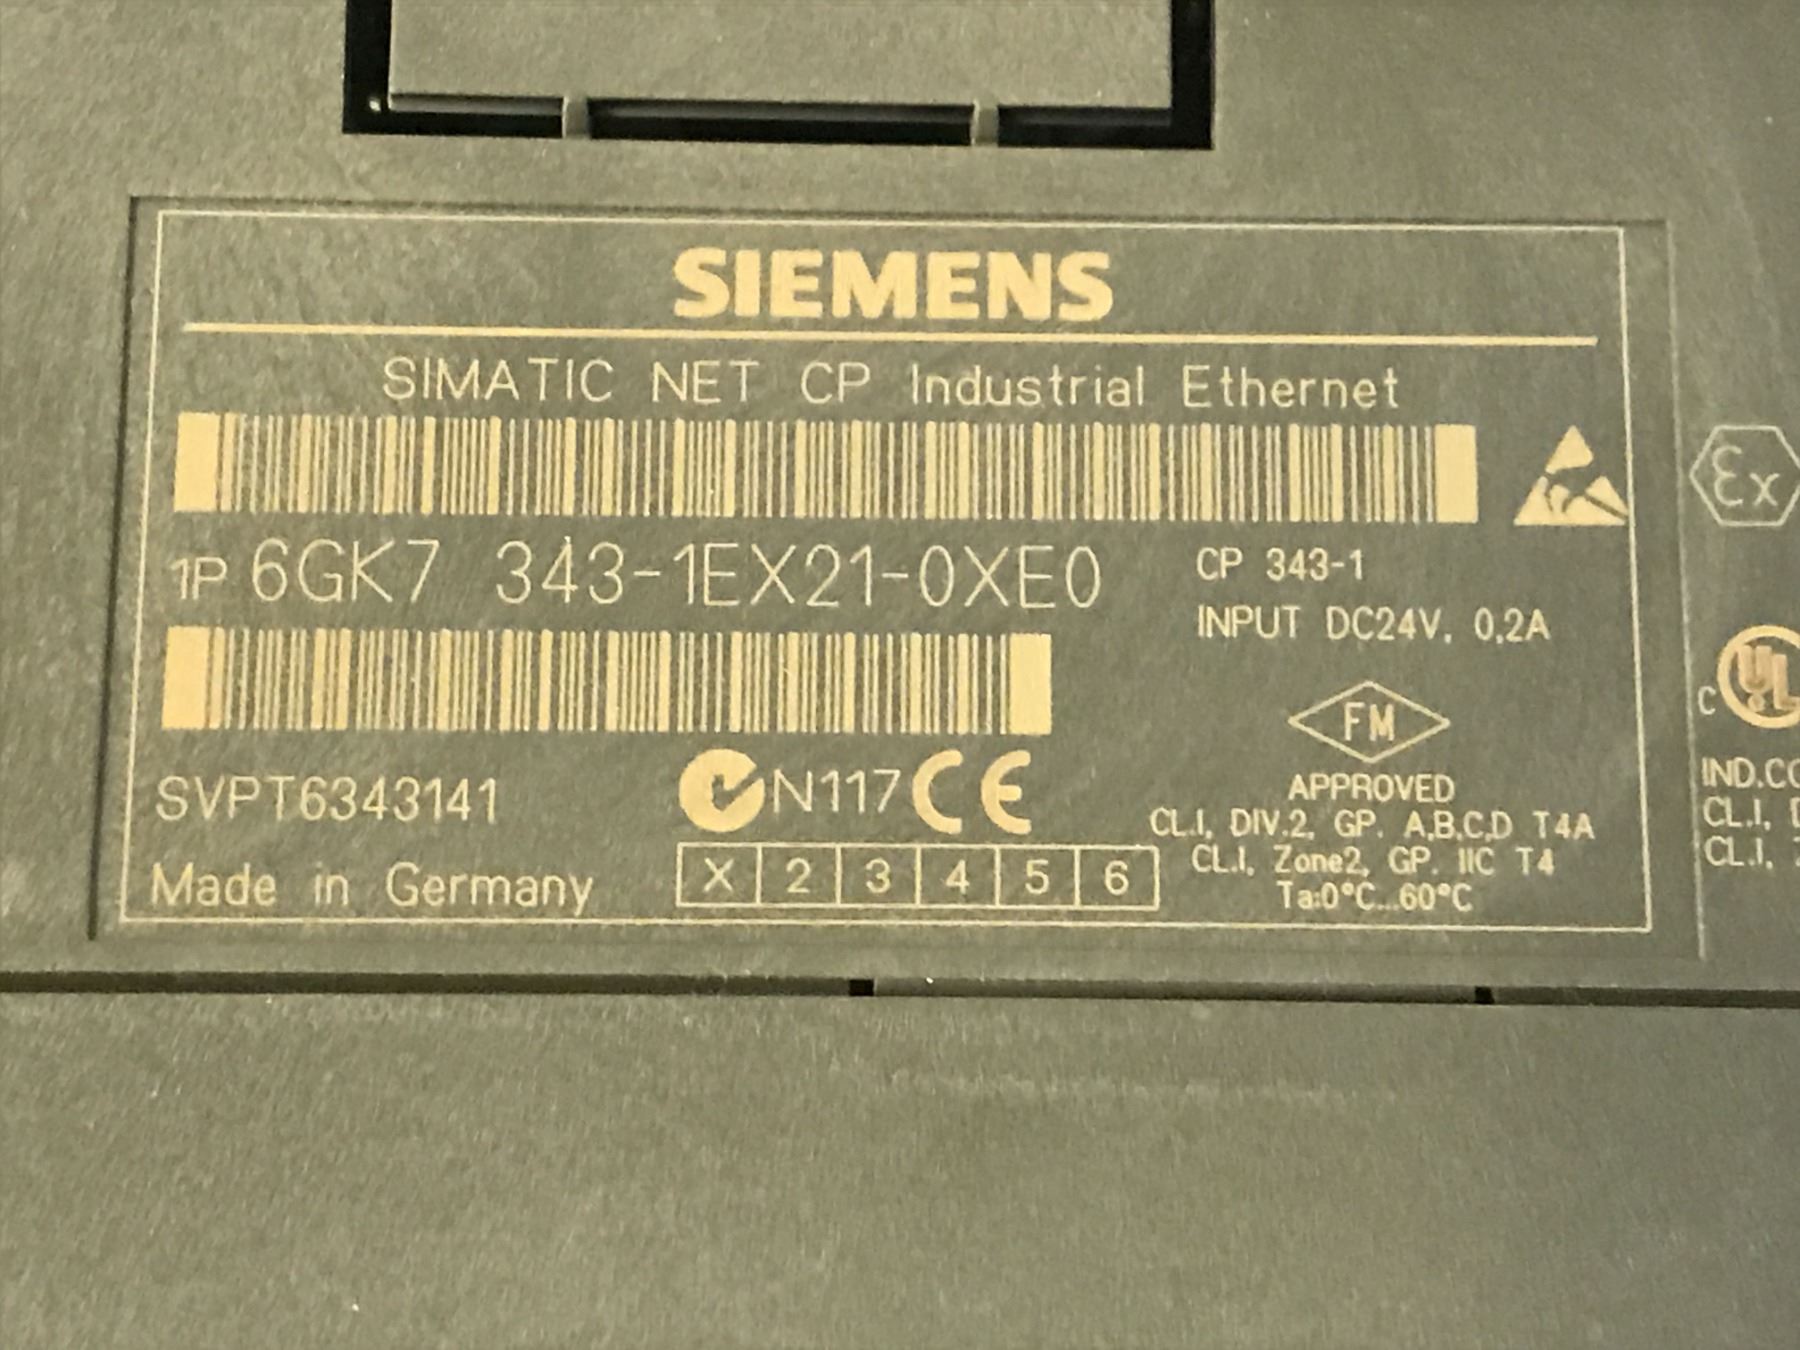 SIEMENS
SIMATIC NET CP Industrial Ethernet
1P 6GK7 343-1EX21-0XE0
CP 343-1
INPUT DC24V, 0,2A
SVPT6343141
N117 CE
FM
APPROVED
CL.I, DIV.2, GP. A,B,C,D T4A
CL.I, Zone2, GP. IIC T4
Ta:0°C...60°C
Made in Germany
X 2 3 4 5 6
Ex
C UL
IND.CO
CL.I,
CL.I,